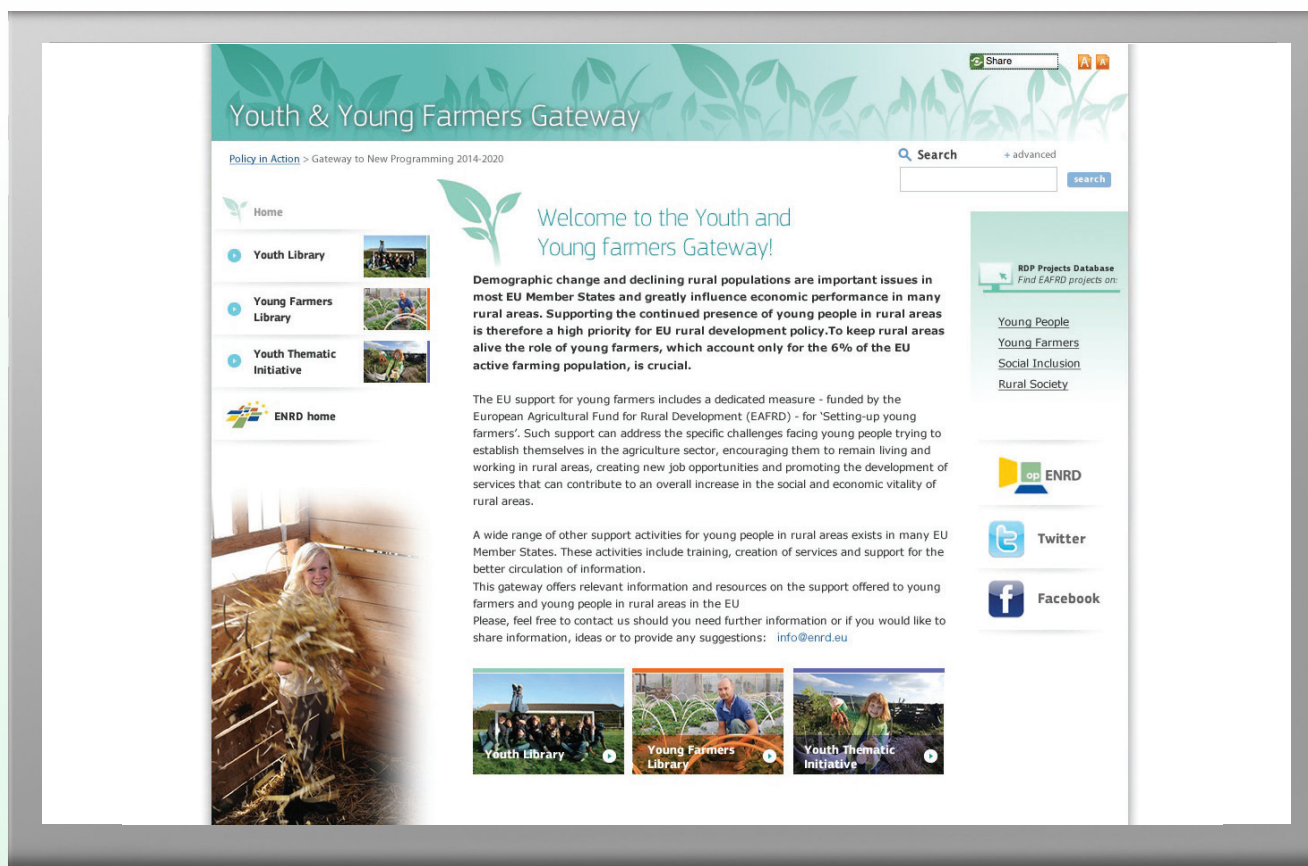 Share
A A
Youth & Young Farmers Gateway
Policy in Action > Gateway to New Programming 2014-2020
Search + advanced
search
Home
Youth Library
Young Farmers
Library
Youth Thematic
Initiative
ENRD home
Welcome to the Youth and
Young farmers Gateway!
Demographic change and declining rural populations are important issues in
most EU Member States and greatly influence economic performance in many
rural areas. Supporting the continued presence of young people in rural areas
is therefore a high priority for EU rural development policy.To keep rural areas
alive the role of young farmers, which account only for the 6% of the EU
active farming population, is crucial.
The EU support for young farmers includes a dedicated measure - funded by the
European Agricultural Fund for Rural Development (EAFRD) - for ‘Setting-up young
farmers’. Such support can address the specific challenges facing young people trying to
establish themselves in the agriculture sector, encouraging them to remain living and
working in rural areas, creating new job opportunities and promoting the development of
services that can contribute to an overall increase in the social and economic vitality of
rural areas.
A wide range of other support activities for young people in rural areas exists in many EU
Member States. These activities include training, creation of services and support for the
better circulation of information.
This gateway offers relevant information and resources on the support offered to young
farmers and young people in rural areas in the EU
Please, feel free to contact us should you need further information or if you would like to
share information, ideas or to provide any suggestions: info@enrd.eu
Youth Library
Young Farmers
Library
Youth Thematic
Initiative
RDP Projects Database
Find EAFRD projects on:
Young People
Young Farmers
Social Inclusion
Rural Society
op ENRD
Twitter
Facebook